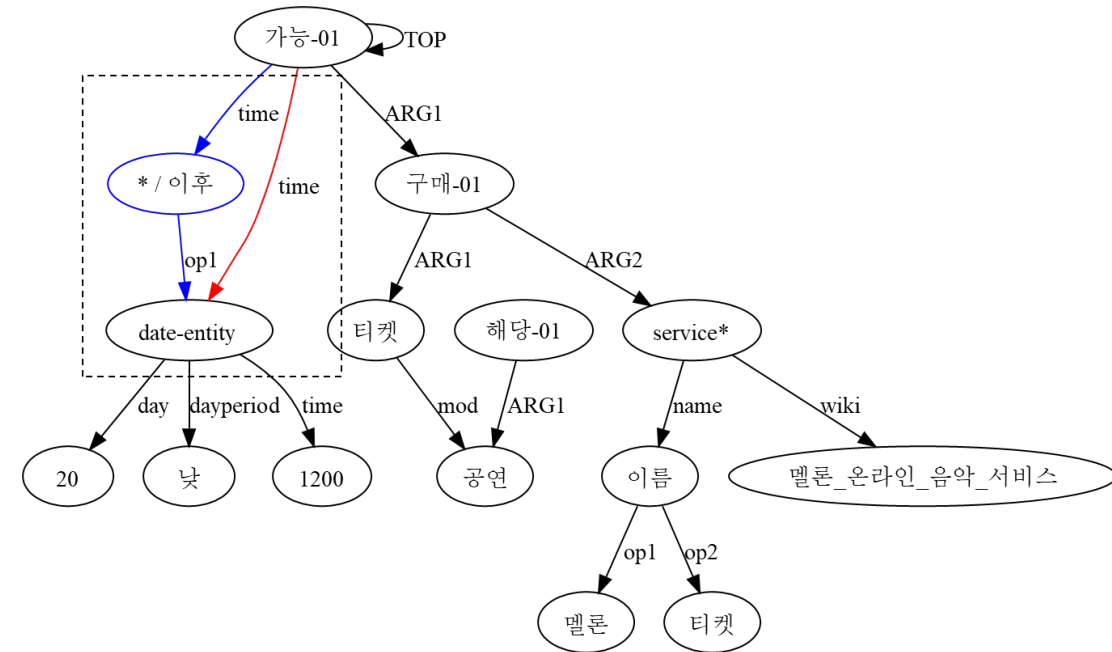 가능-01
TOP
time
ARG1
* / 이후
time
구매-01
op1
ARG1
ARG2
date-entity
티켓
해당-01
service*
day
dayperiod
time
mod
ARG1
name
wiki
20
낮
1200
공연
이름
멜론_온라인_음악_서비스
op1
op2
멜론
티켓